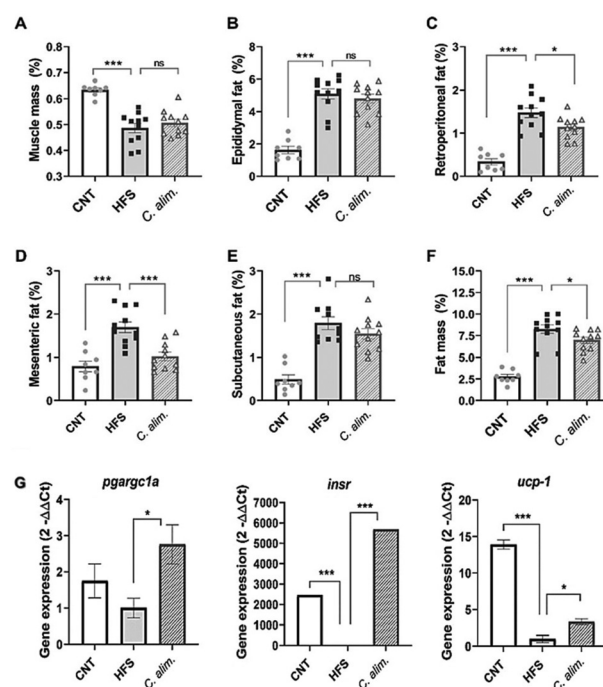 A
Muscle mass (%)
0.7
0.6
0.5
0.4
0.3
***
ns
CNT
HFS
C. alim.
B
Epididymal fat (%)
8
6
4
2
0
***
ns
CNT
HFS
C. alim.
C
Retroperitoneal fat (%)
3
2
1
0
***
*
CNT
HFS
C. alim.
D
Mesenteric fat (%)
3
2
1
0
***
***
CNT
HFS
C. alim.
E
Subcutaneous fat (%)
3
2
1
0
***
ns
CNT
HFS
C. alim.
F
Fat mass (%)
12.5
10.0
7.5
5.0
2.5
0
***
*
CNT
HFS
C. alim.
G
pgargc1a
Gene expression (2 -ΔΔCt)
4
3
2
1
0
*
CNT
HFS
C. alim.
insr
Gene expression (2 -ΔΔCt)
7000
6000
5000
4000
3000
2000
1000
0
***
***
CNT
HFS
C. alim.
ucp-1
Gene expression (2 -ΔΔCt)
20
15
10
5
0
***
*
CNT
HFS
C. alim.